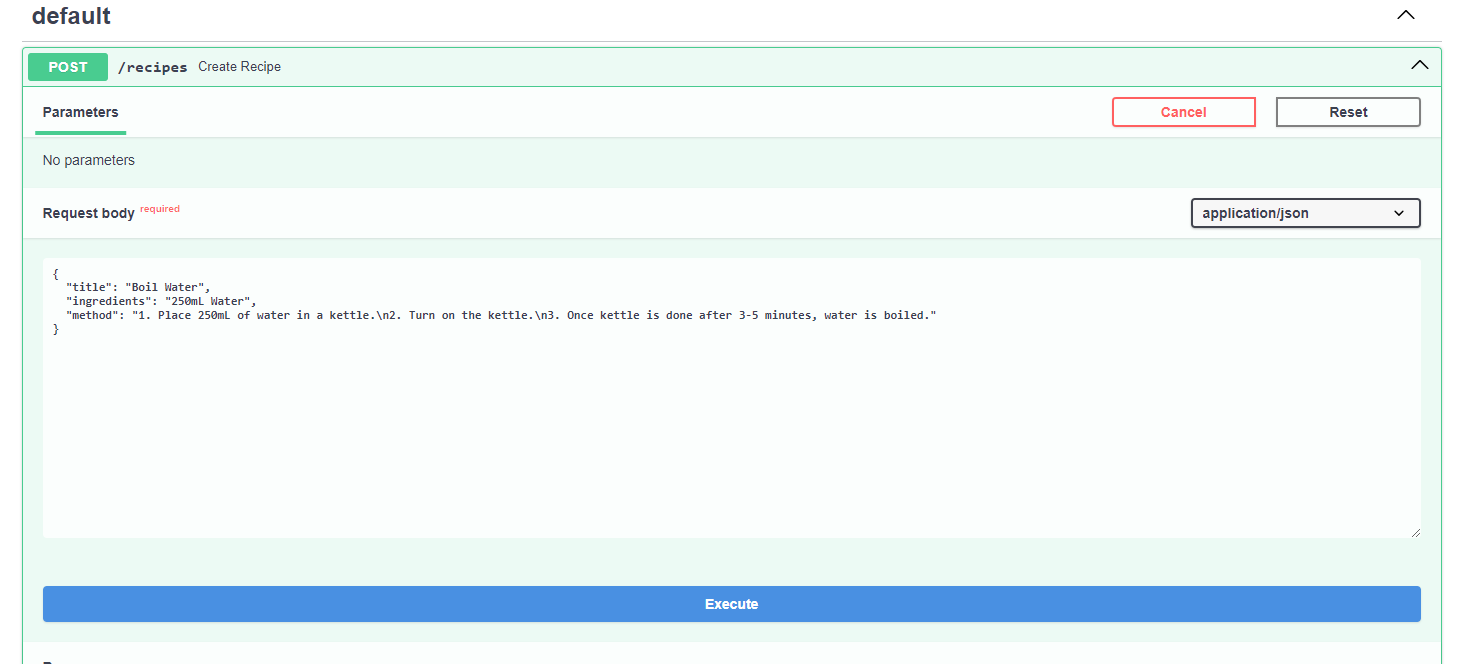 default
POST /recipes Create Recipe
Parameters Cancel Reset
No parameters
Request body required application/json
{
  "title": "Boil Water",
  "ingredients": "250mL Water",
  "method": "1. Place 250mL of water in a kettle.\n2. Turn on the kettle.\n3. Once kettle is done after 3-5 minutes, water is boiled."
}
Execute